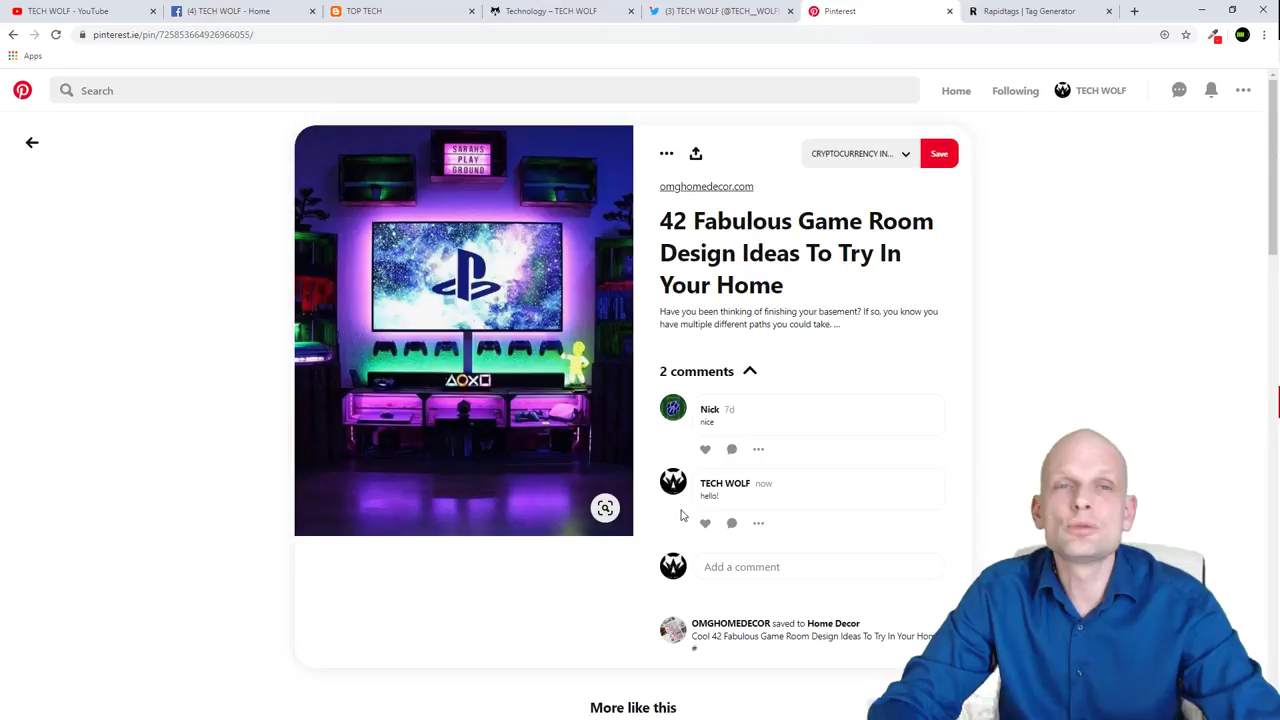 TECH WOLF - YouTube
(4) TECH WOLF - Home
TOP TECH
Technology – TECH WOLF
(3) TECH WOLF (@TECH__WOLF)
Pinterest
Rapidtags | Tag Generator
pinterest.ie/pin/725853664926966055/
Apps
Search
Home
Following
TECH WOLF
SARAHS
PLAY
GROUND
CRYPTOCURRENCY IN...
Save
omghomedecor.com
42 Fabulous Game Room
Design Ideas To Try In
Your Home
Have you been thinking of finishing your basement? If so, you know you
have multiple different paths you could take. ...
2 comments
Nick 7d
nice
TECH WOLF now
hello!
Add a comment
OMGHOMEDECOR saved to Home Decor
Cool 42 Fabulous Game Room Design Ideas To Try In Your Hom
#
More like this